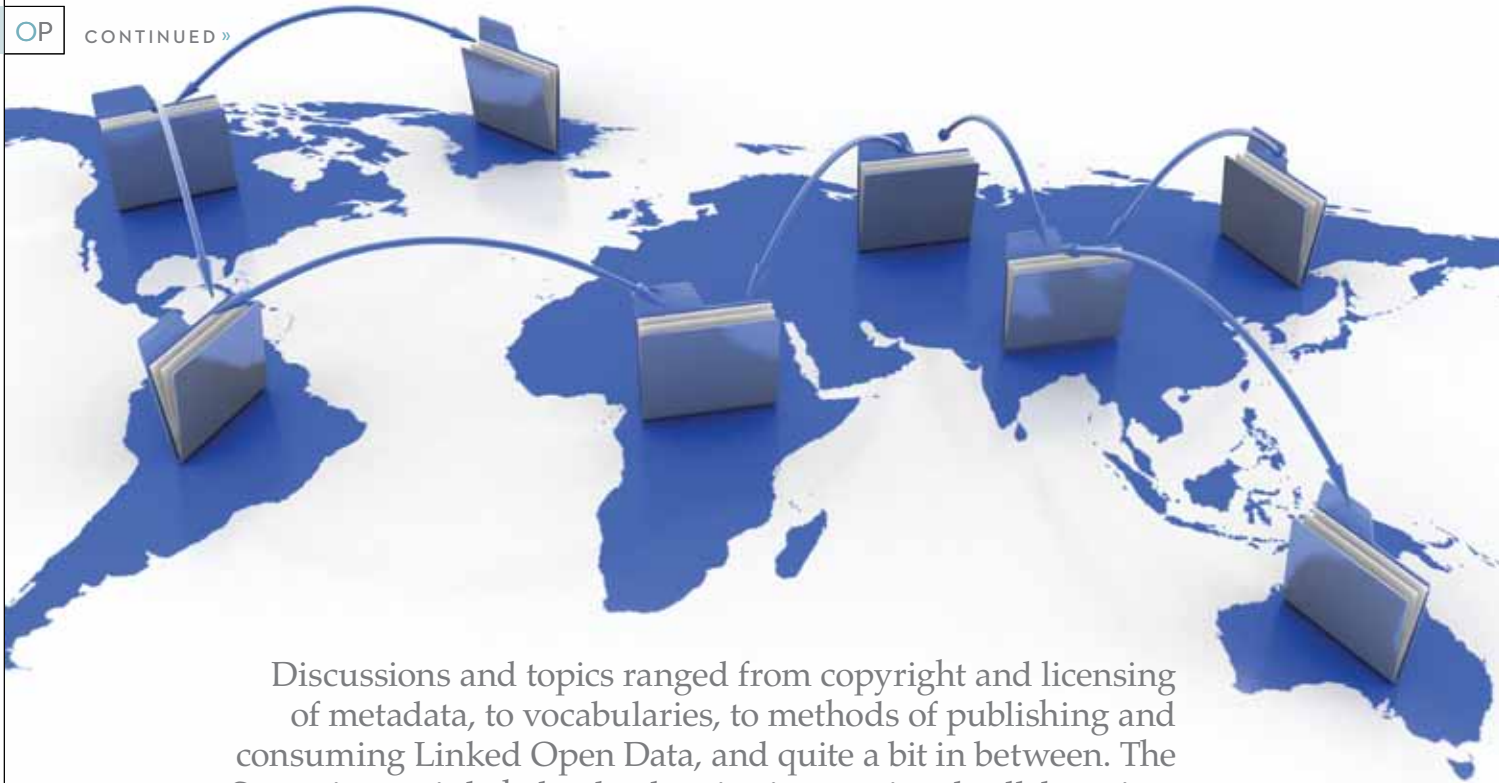 OP CONTINUED »
Discussions and topics ranged from copyright and licensing
of metadata, to vocabularies, to methods of publishing and
consuming Linked Open Data, and quite a bit in between. The